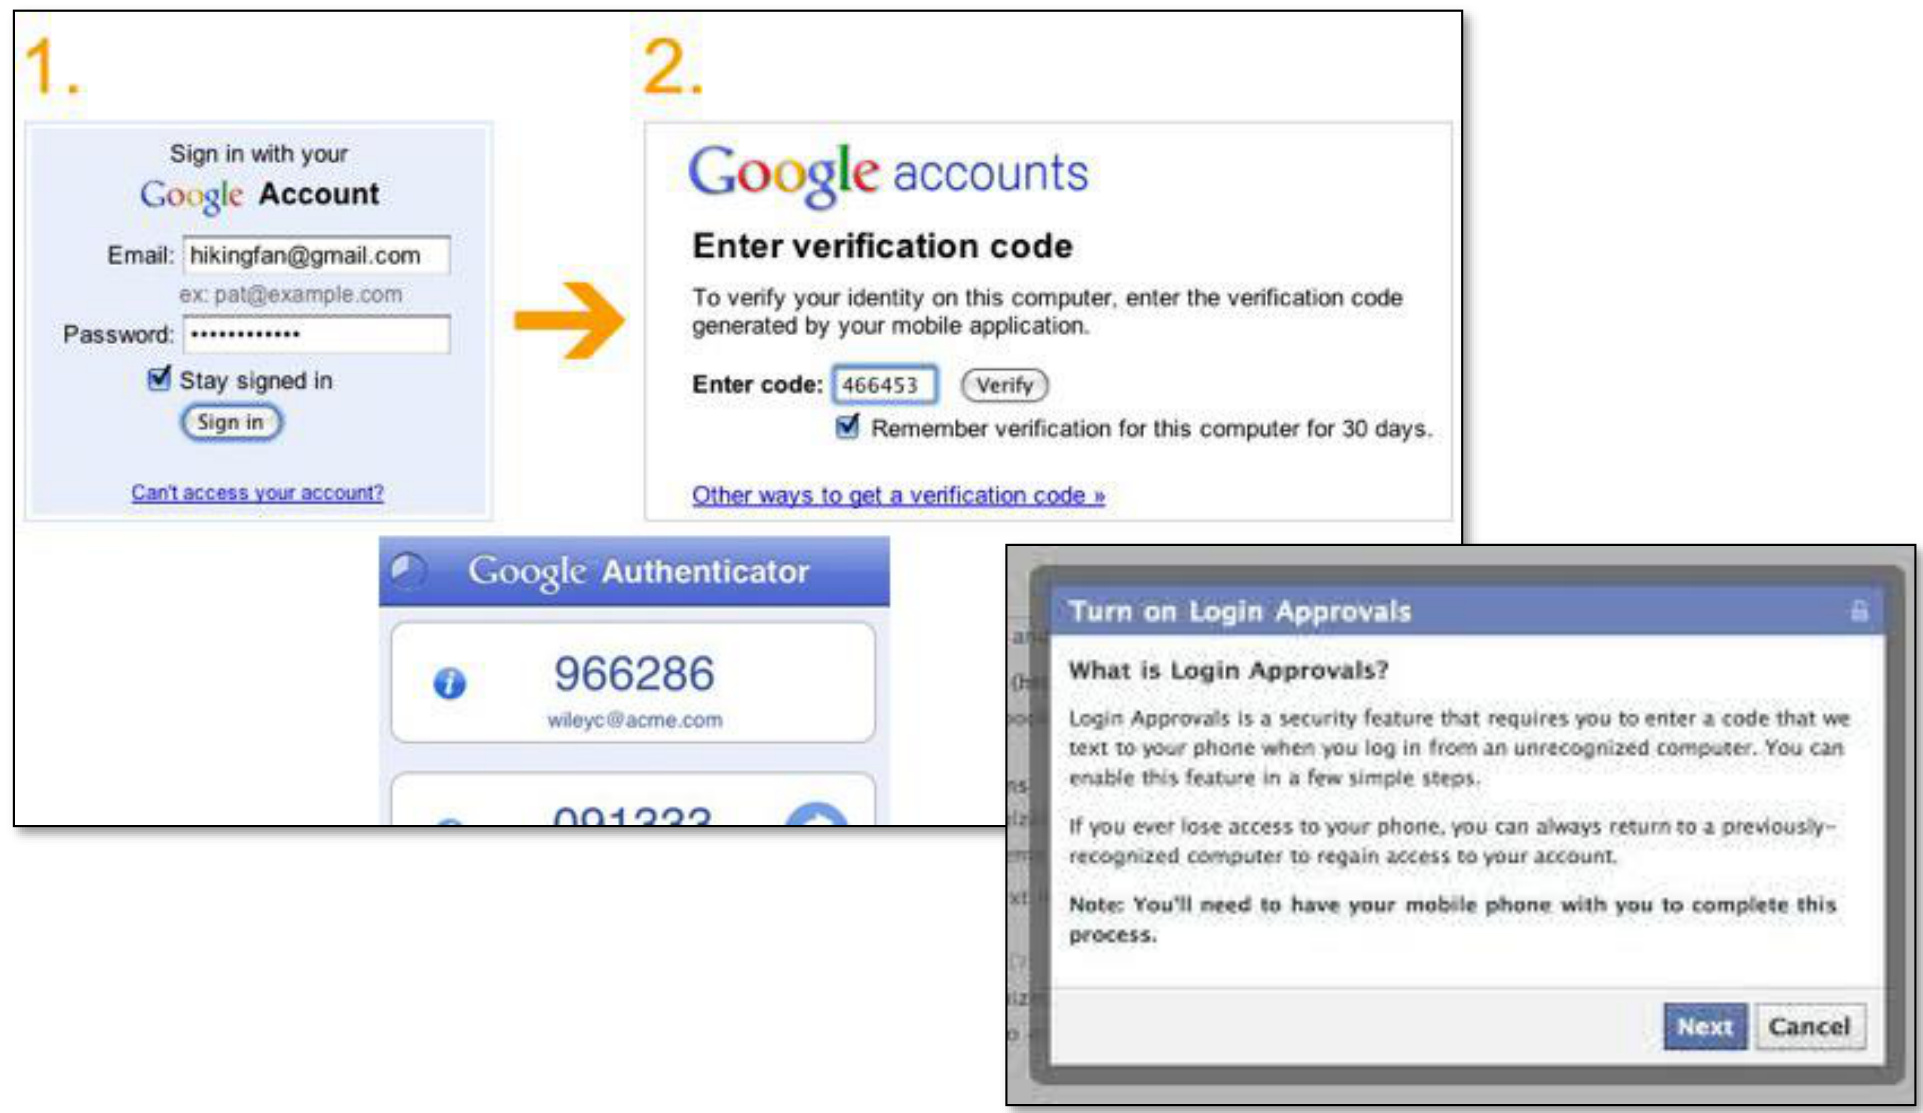 1.
Sign in with your
Google Account
Email: hikingfan@gmail.com
ex: pat@example.com
Password: ••••••••••••
Stay signed in
Sign in
Can't access your account?
2.
Google accounts
Enter verification code
To verify your identity on this computer, enter the verification code
generated by your mobile application.
Enter code: 466453 Verify
Remember verification for this computer for 30 days.
Other ways to get a verification code »
Google Authenticator
966286
wileyc@acme.com
Turn on Login Approvals
What is Login Approvals?
Login Approvals is a security feature that requires you to enter a code that we
text to your phone when you log in from an unrecognized computer. You can
enable this feature in a few simple steps.
If you ever lose access to your phone, you can always return to a previously-
recognized computer to regain access to your account.
Note: You'll need to have your mobile phone with you to complete this
process.
Next Cancel